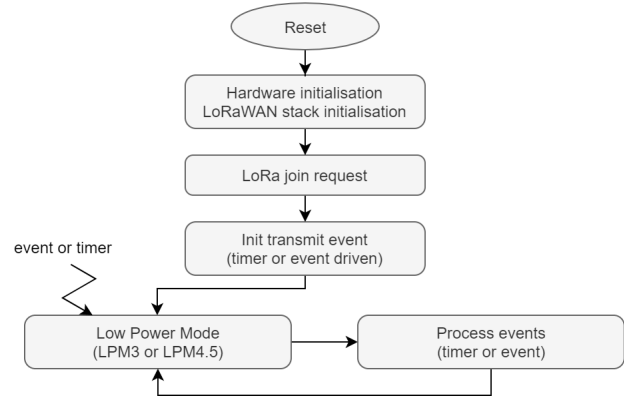 Reset
Hardware initialisation
LoRaWAN stack initialisation
LoRa join request
Init transmit event
(timer or event driven)
event or timer
Low Power Mode
(LPM3 or LPM4.5)
Process events
(timer or event)